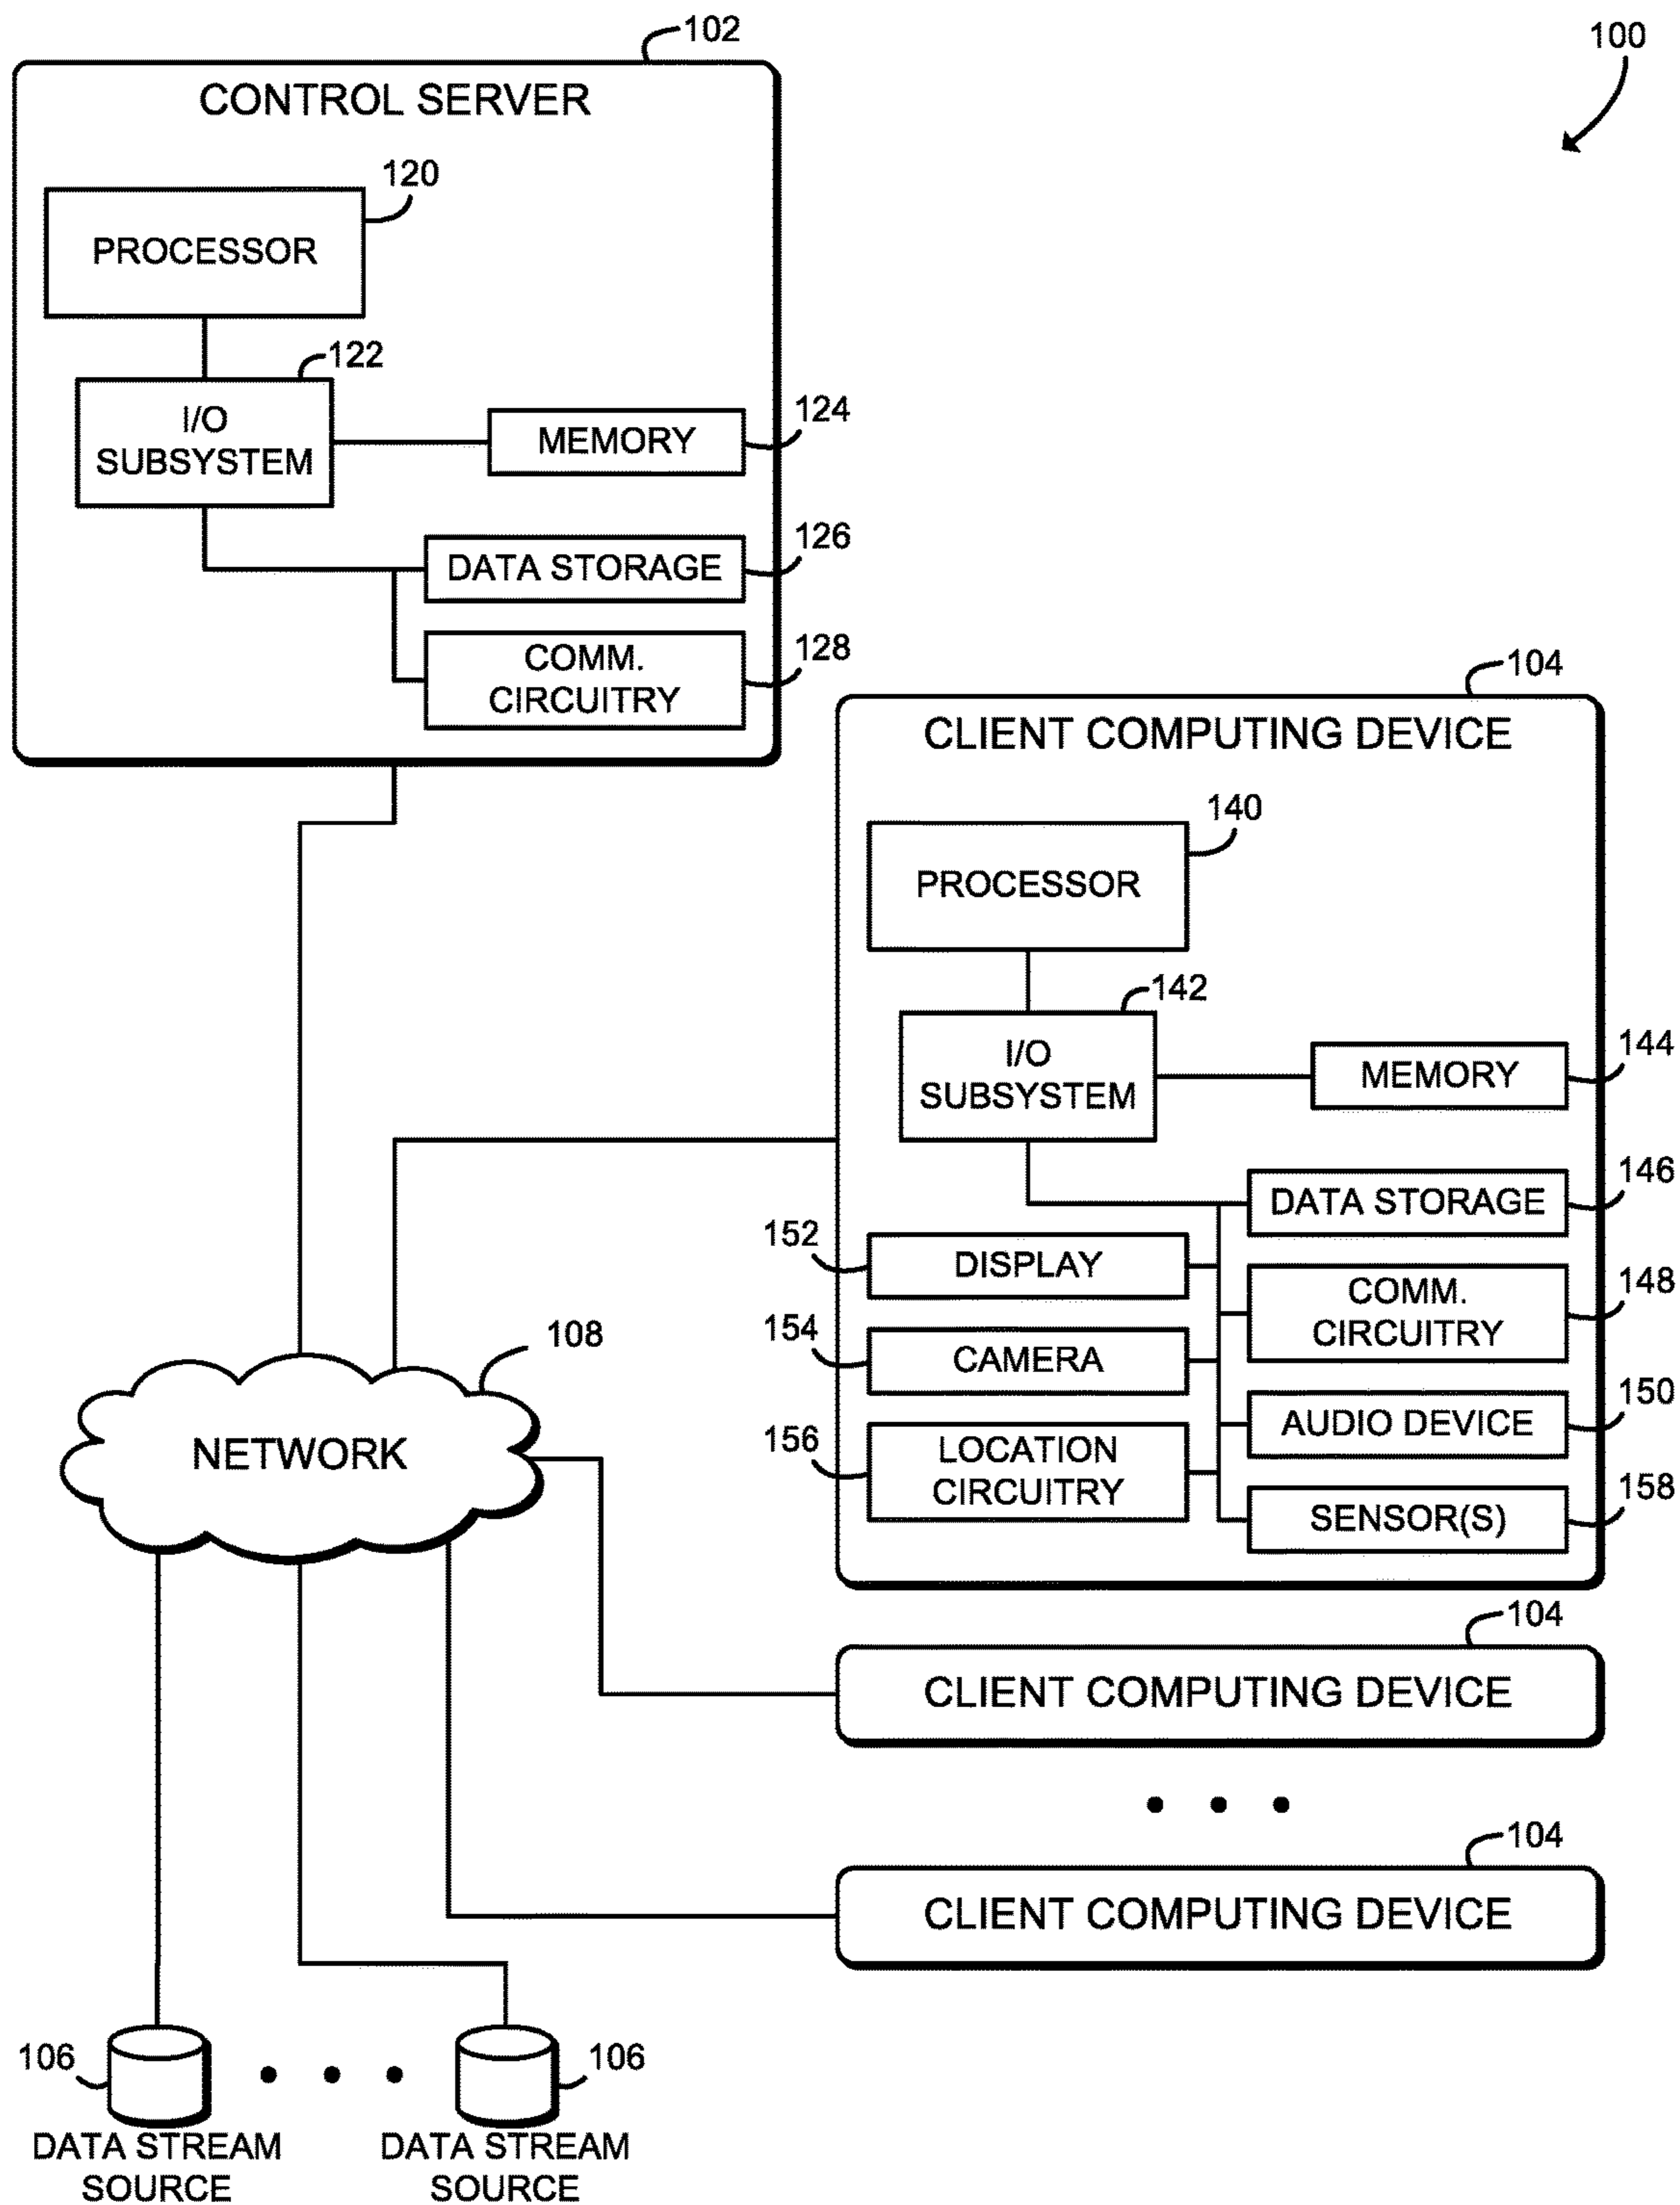 102
100
CONTROL SERVER
120
PROCESSOR
122
I/O
SUBSYSTEM
124
MEMORY
126
DATA STORAGE
128
COMM.
CIRCUITRY
104
CLIENT COMPUTING DEVICE
140
PROCESSOR
142
I/O
SUBSYSTEM
144
MEMORY
146
DATA STORAGE
152
DISPLAY
148
COMM.
CIRCUITRY
154
CAMERA
150
AUDIO DEVICE
156
LOCATION
CIRCUITRY
158
SENSOR(S)
108
NETWORK
104
CLIENT COMPUTING DEVICE
104
CLIENT COMPUTING DEVICE
106
DATA STREAM
SOURCE
106
DATA STREAM
SOURCE